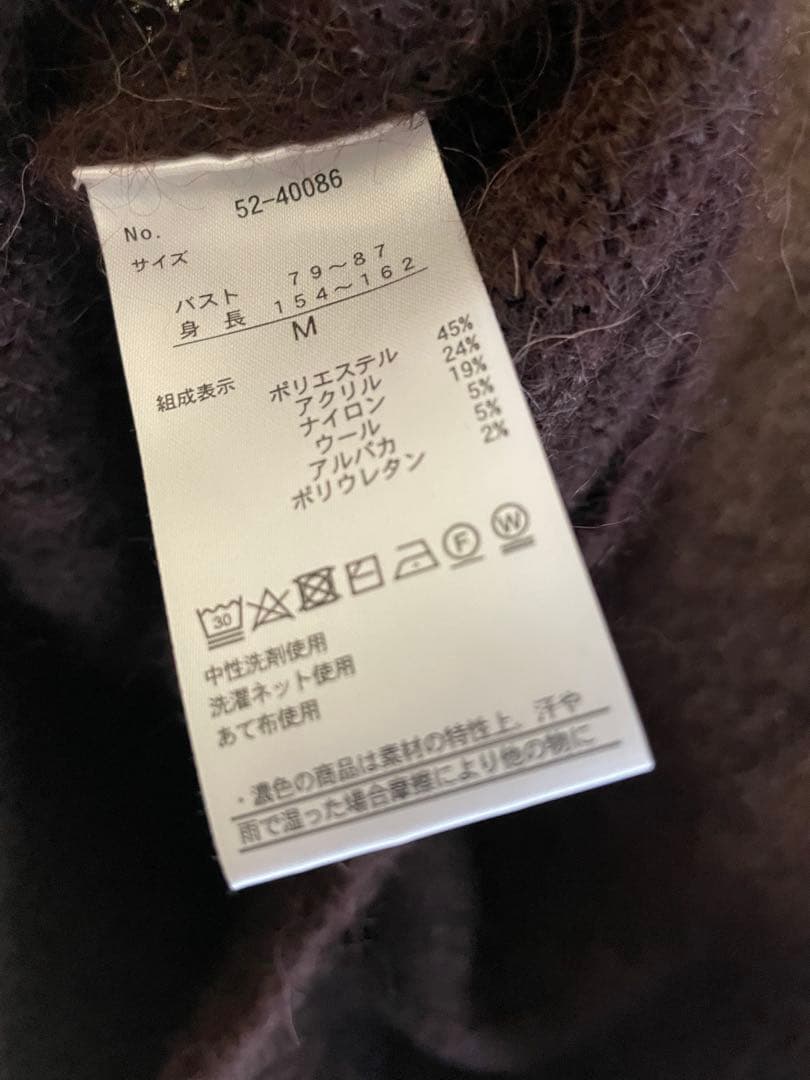 No. 52-40086
サイズ
バスト 79～87
身長 154～162
M
組成表示 ポリエステル 45%
アクリル 24%
ナイロン 19%
ウール 5%
アルパカ 5%
ポリウレタン 2%
30 F W
中性洗剤使用
洗濯ネット使用
あて布使用
・濃色の商品は素材の特性上、汗や
雨で湿った場合摩擦により他の物に